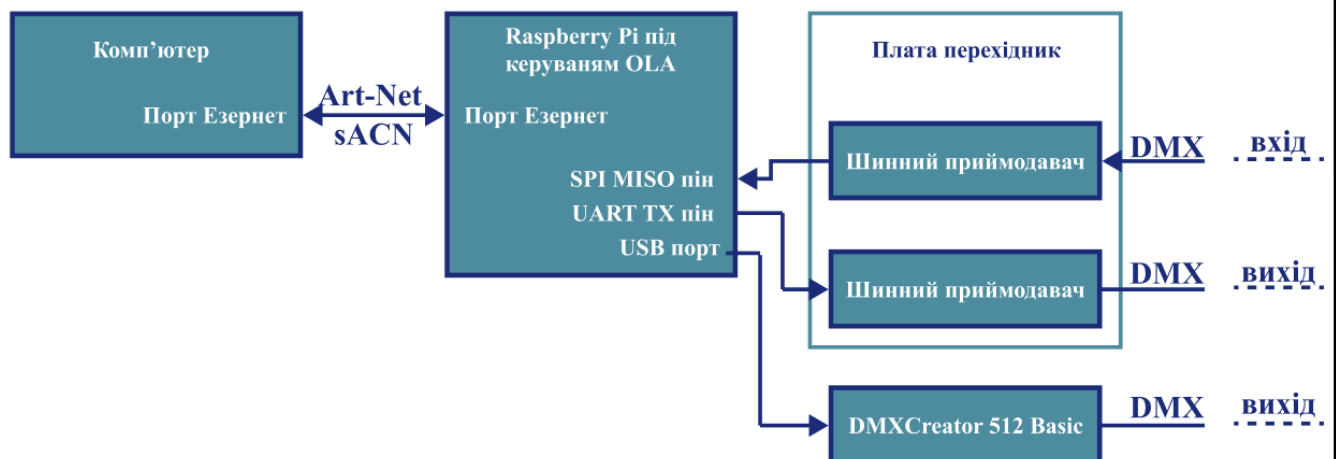 Комп’ютер
Порт Езернет
Art-Net
sACN
Raspberry Pi під
керуваням OLA
Порт Езернет
SPI MISO пін
UART TX пін
USB порт
Плата перехідник
Шинний приймодавач
DMX
вхід
Шинний приймодавач
DMX
вихід
DMXCreator 512 Basic
DMX
вихід